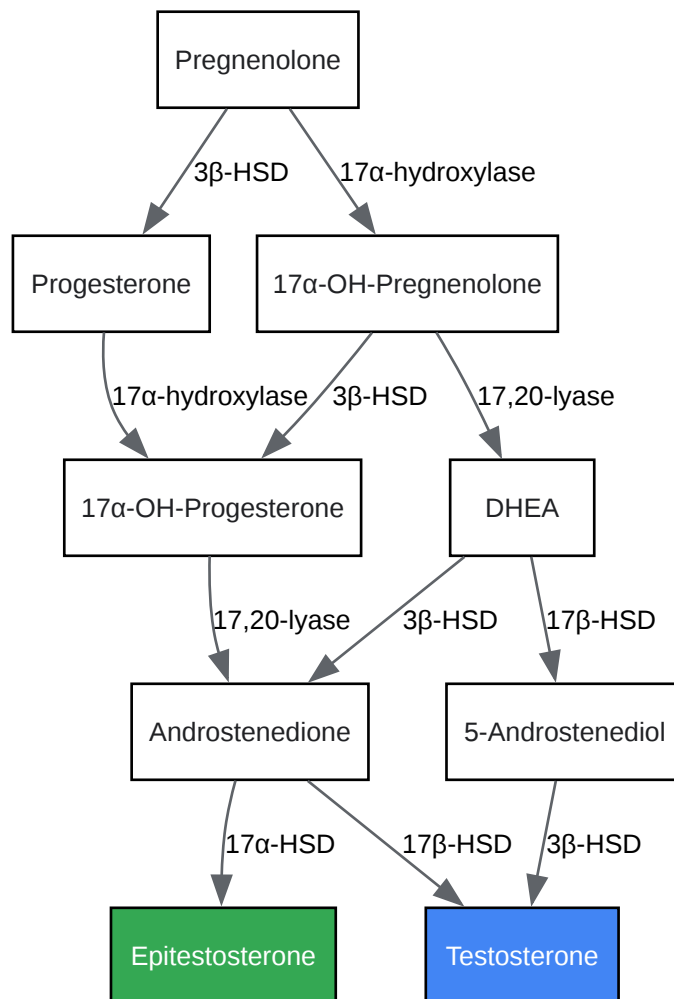 Pregnenolone
3β-HSD
17α-hydroxylase
Progesterone
17α-OH-Pregnenolone
17α-hydroxylase
3β-HSD
17,20-lyase
17α-OH-Progesterone
DHEA
17,20-lyase
3β-HSD
17β-HSD
Androstenedione
5-Androstenediol
17α-HSD
17β-HSD
3β-HSD
Epitestosterone
Testosterone